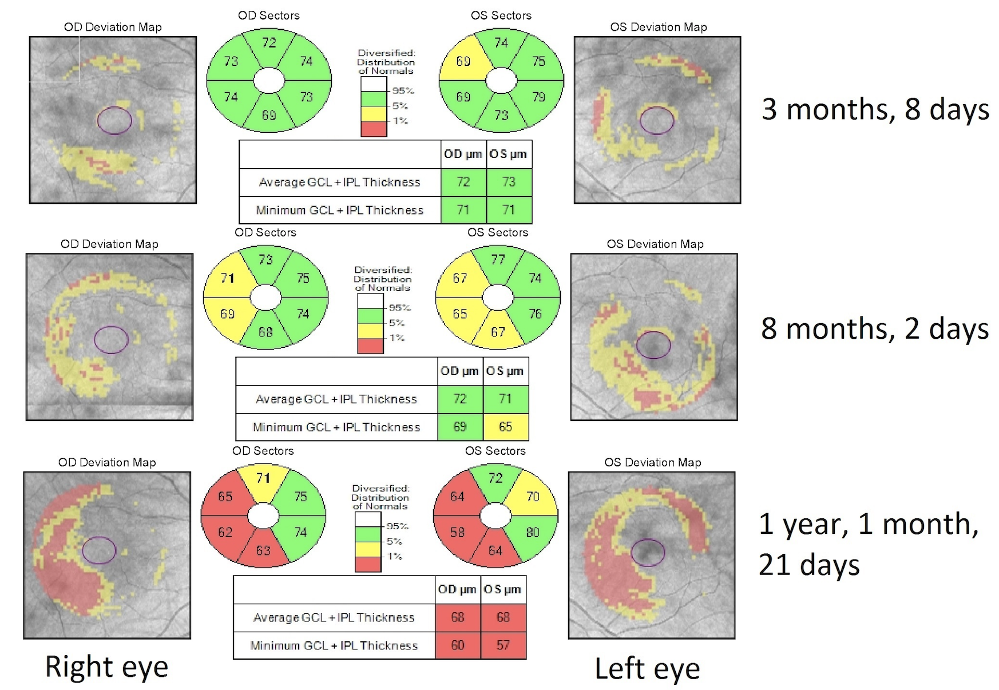 OD Deviation Map
OD Sectors
72
73
74
74
73
69
Diversified:
Distribution
of Normals
95%
5%
1%
OS Sectors
74
69
75
69
79
73
OS Deviation Map
3 months, 8 days
OD µm OS µm
Average GCL + IPL Thickness 72 73
Minimum GCL + IPL Thickness 71 71
OD Deviation Map
OD Sectors
73
71
75
69
74
68
Diversified:
Distribution
of Normals
95%
5%
1%
OS Sectors
77
67
74
65
76
67
OS Deviation Map
8 months, 2 days
OD µm OS µm
Average GCL + IPL Thickness 72 71
Minimum GCL + IPL Thickness 69 65
OD Deviation Map
OD Sectors
71
65
75
62
74
63
Diversified:
Distribution
of Normals
95%
5%
1%
OS Sectors
72
64
70
58
80
64
OS Deviation Map
1 year, 1 month,
21 days
OD µm OS µm
Average GCL + IPL Thickness 68 68
Minimum GCL + IPL Thickness 60 57
Right eye
Left eye